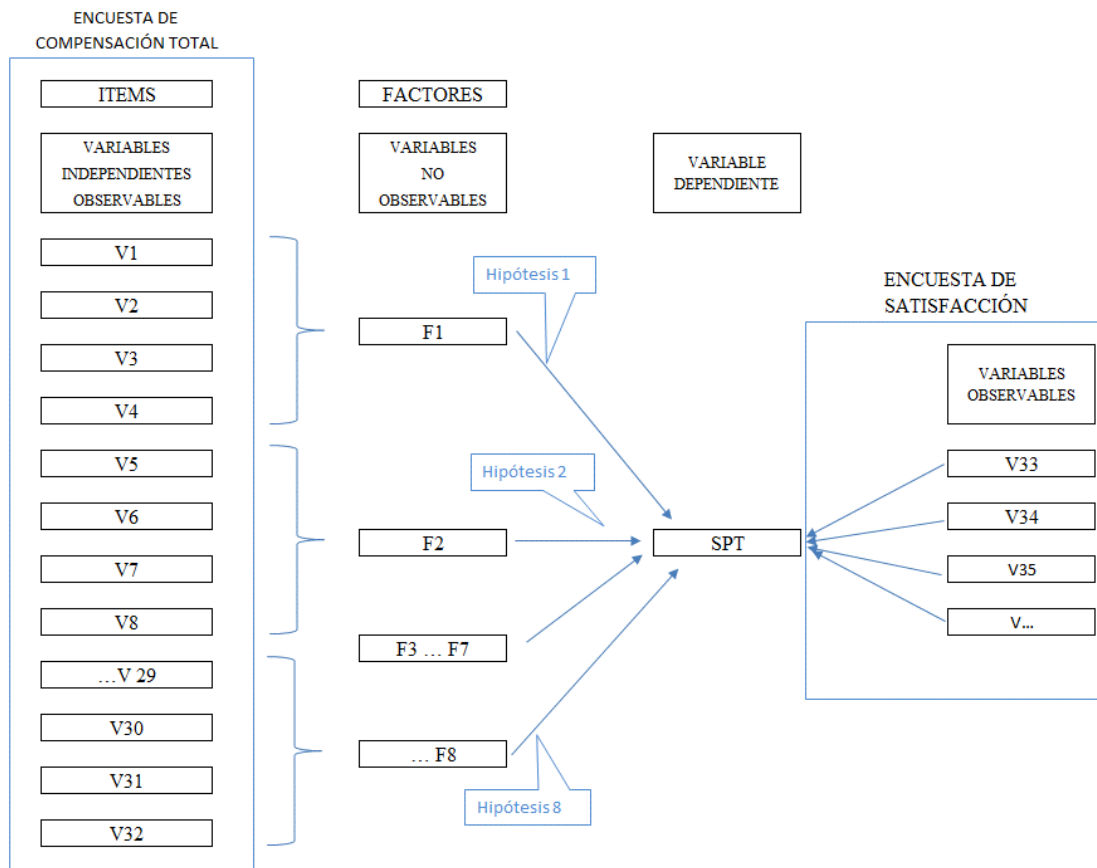 ENCUESTA DE
COMPENSACIÓN TOTAL
ITEMS
FACTORES
VARIABLES
INDEPENDIENTES
OBSERVABLES
VARIABLES
NO
OBSERVABLES
VARIABLE
DEPENDIENTE
V1
V2
V3
V4
V5
V6
V7
V8
...V 29
V30
V31
V32
F1
F2
F3 ... F7
... F8
Hipótesis 1
Hipótesis 2
Hipótesis 8
SPT
ENCUESTA DE
SATISFACCIÓN
VARIABLES
OBSERVABLES
V33
V34
V35
V...